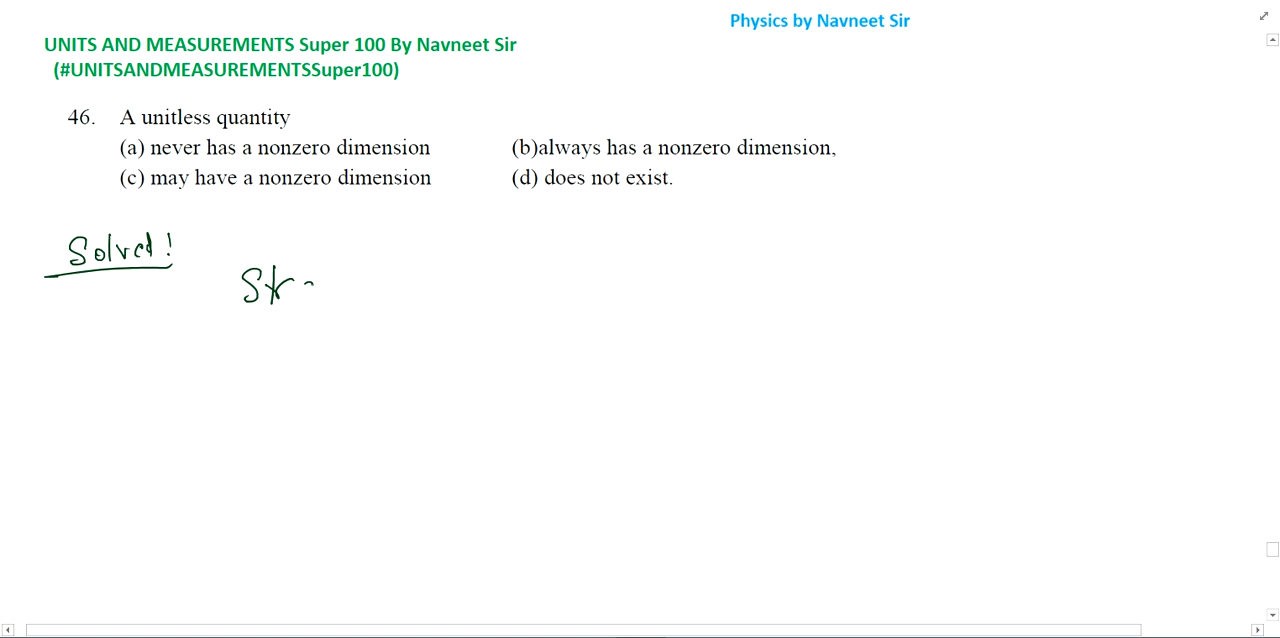 Physics by Navneet Sir
UNITS AND MEASUREMENTS Super 100 By Navneet Sir
(#UNITSANDMEASUREMENTSSuper100)
46. A unitless quantity
(a) never has a nonzero dimension (b)always has a nonzero dimension,
(c) may have a nonzero dimension (d) does not exist.
Solved!
Str